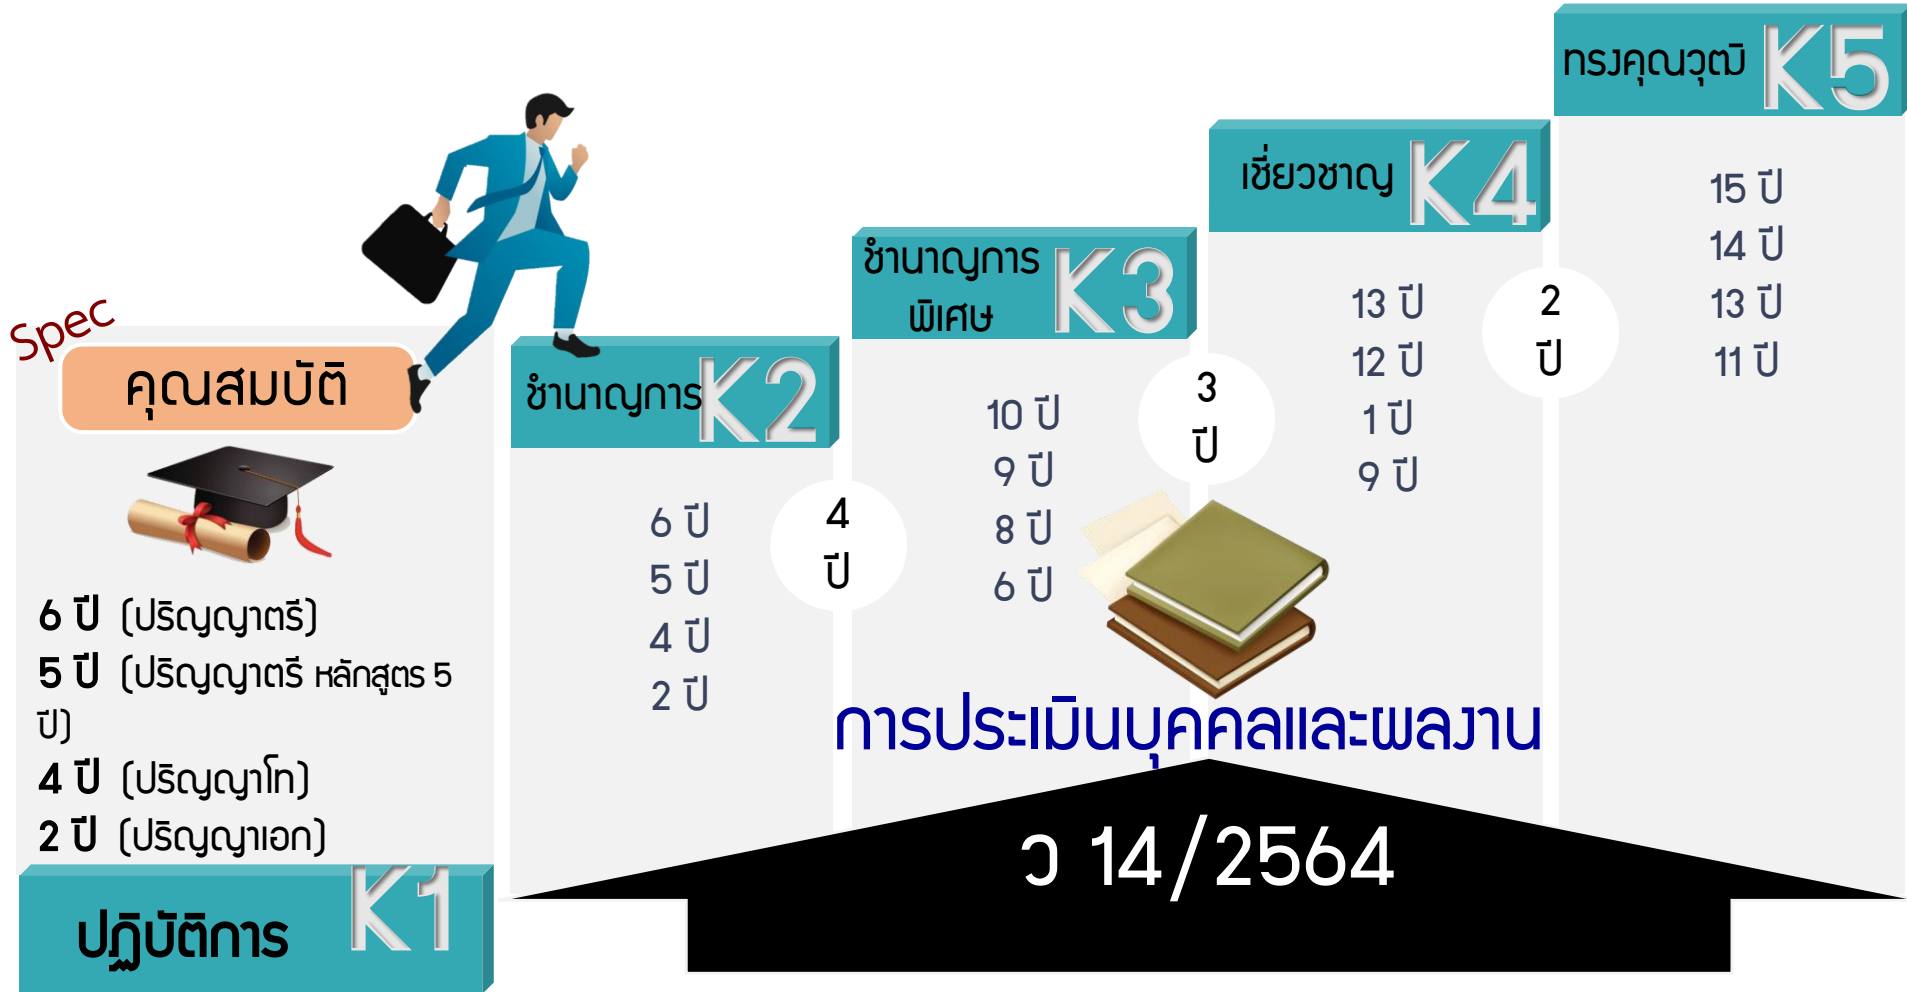 Spec
คุณสมบัติ
6 ปี (ปริญญาตรี)
5 ปี (ปริญญาตรี หลักสูตร 5
ปี)
4 ปี (ปริญญาโท)
2 ปี (ปริญญาเอก)
ปฏิบัติการ K1
ชำนาญการ K2
6 ปี
5 ปี
4 ปี
2 ปี
4
ปี
ชำนาญการ
พิเศษ
K3
10 ปี
9 ปี
8 ปี
6 ปี
3
ปี
เชี่ยวชาญ K4
13 ปี
12 ปี
1 ปี
9 ปี
2
ปี
ทรงคุณวุฒิ K5
15 ปี
14 ปี
13 ปี
11 ปี
การประเมินบุคคลและผลงาน
ว 14/2564